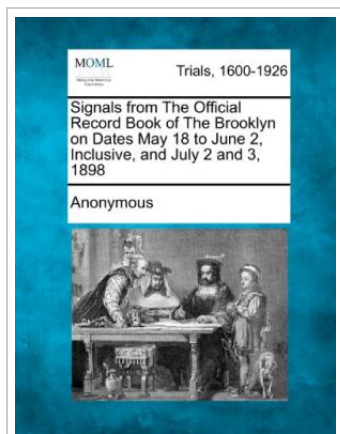 MOML
Trials, 1600-1926
Signals from The Official
Record Book of The Brooklyn
on Dates May 18 to June 2,
Inclusive, and July 2 and 3,
1898
Anonymous